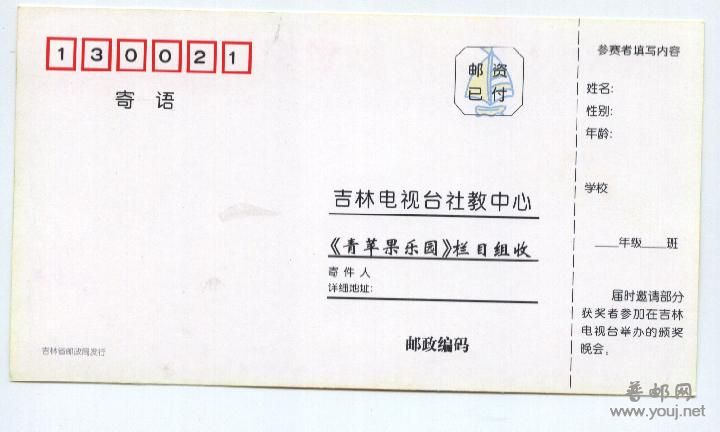 130021
寄 语
邮 资
已 付
吉林电视台社教中心
《青苹果乐园》栏目组收
寄 件 人
详细地址:
邮政编码
吉林省邮政局发行
参赛者填写内容
姓名:
性别:
年龄:
学校
____年级____班
届时邀请部分
获奖者参加在吉林
电视台举办的颁奖
晚会。
普邮网
www.youj.net